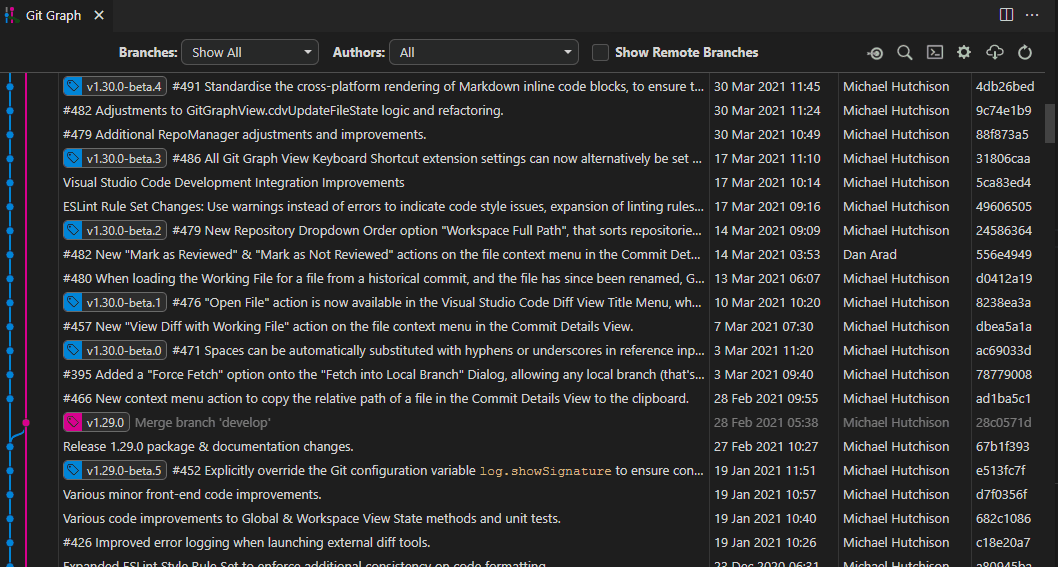 Git Graph
Branches: Show All Authors: All Show Remote Branches
v1.30.0-beta.4 #491 Standardise the cross-platform rendering of Markdown inline code blocks, to ensure t... 30 Mar 2021 11:45 Michael Hutchison 4db26bed
#482 Adjustments to GitGraphView.cdvUpdateFileState logic and refactoring. 30 Mar 2021 11:24 Michael Hutchison 9c74e1b9
#479 Additional RepoManager adjustments and improvements. 30 Mar 2021 10:49 Michael Hutchison 88f873a5
v1.30.0-beta.3 #486 All Git Graph View Keyboard Shortcut extension settings can now alternatively be set ... 17 Mar 2021 11:10 Michael Hutchison 31806caa
Visual Studio Code Development Integration Improvements 17 Mar 2021 10:14 Michael Hutchison 5ca83ed4
ESLint Rule Set Changes: Use warnings instead of errors to indicate code style issues, expansion of linting rules... 17 Mar 2021 09:16 Michael Hutchison 49606505
v1.30.0-beta.2 #479 New Repository Dropdown Order option "Workspace Full Path", that sorts repositorie... 14 Mar 2021 09:09 Michael Hutchison 24586364
#482 New "Mark as Reviewed" & "Mark as Not Reviewed" actions on the file context menu in the Commit Det... 14 Mar 2021 03:53 Dan Arad 556e4949
#480 When loading the Working File for a file from a historical commit, and the file has since been renamed, G... 13 Mar 2021 06:07 Michael Hutchison d0412a19
v1.30.0-beta.1 #476 "Open File" action is now available in the Visual Studio Code Diff View Title Menu, wh... 10 Mar 2021 10:20 Michael Hutchison 8238ea3a
#457 New "View Diff with Working File" action on the file context menu in the Commit Details View. 7 Mar 2021 07:30 Michael Hutchison dbea5a1a
v1.30.0-beta.0 #471 Spaces can be automatically substituted with hyphens or underscores in reference inp... 3 Mar 2021 11:20 Michael Hutchison ac69033d
#395 Added a "Force Fetch" option onto the "Fetch into Local Branch" Dialog, allowing any local branch (that's... 3 Mar 2021 09:40 Michael Hutchison 78779008
#466 New context menu action to copy the relative path of a file in the Commit Details View to the clipboard. 28 Feb 2021 09:55 Michael Hutchison ad1ba5c1
v1.29.0 Merge branch 'develop' 28 Feb 2021 05:38 Michael Hutchison 28c0571d
Release 1.29.0 package & documentation changes. 27 Feb 2021 10:27 Michael Hutchison 67b1f393
v1.29.0-beta.5 #452 Explicitly override the Git configuration variable log.showSignature to ensure con... 19 Jan 2021 11:51 Michael Hutchison e513fc7f
Various minor front-end code improvements. 19 Jan 2021 10:57 Michael Hutchison d7f0356f
Various code improvements to Global & Workspace View State methods and unit tests. 19 Jan 2021 10:40 Michael Hutchison 682c1086
#426 Improved error logging when launching external diff tools. 19 Jan 2021 10:26 Michael Hutchison c18e20a7
Expanded ESLint Style Rule Set to enforce additional consistency on code formatting. 23 Dec 2020 06:31 Michael Hutchison a80945ba